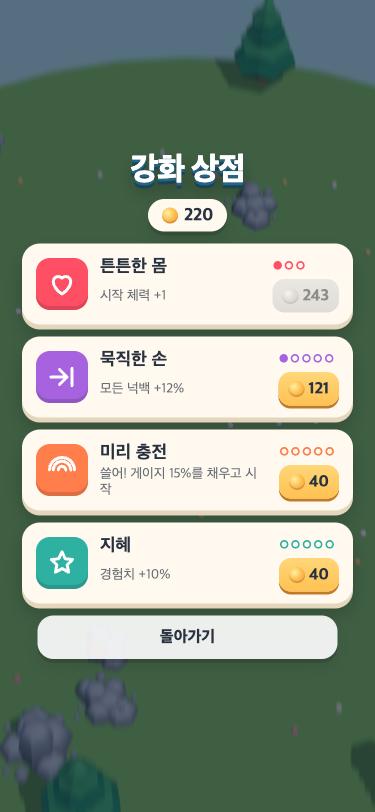 강화 상점
220
튼튼한 몸
시작 체력 +1
243
묵직한 손
모든 넉백 +12%
121
미리 충전
쓸어! 게이지 15%를 채우고 시
작
40
지혜
경험치 +10%
40
돌아가기